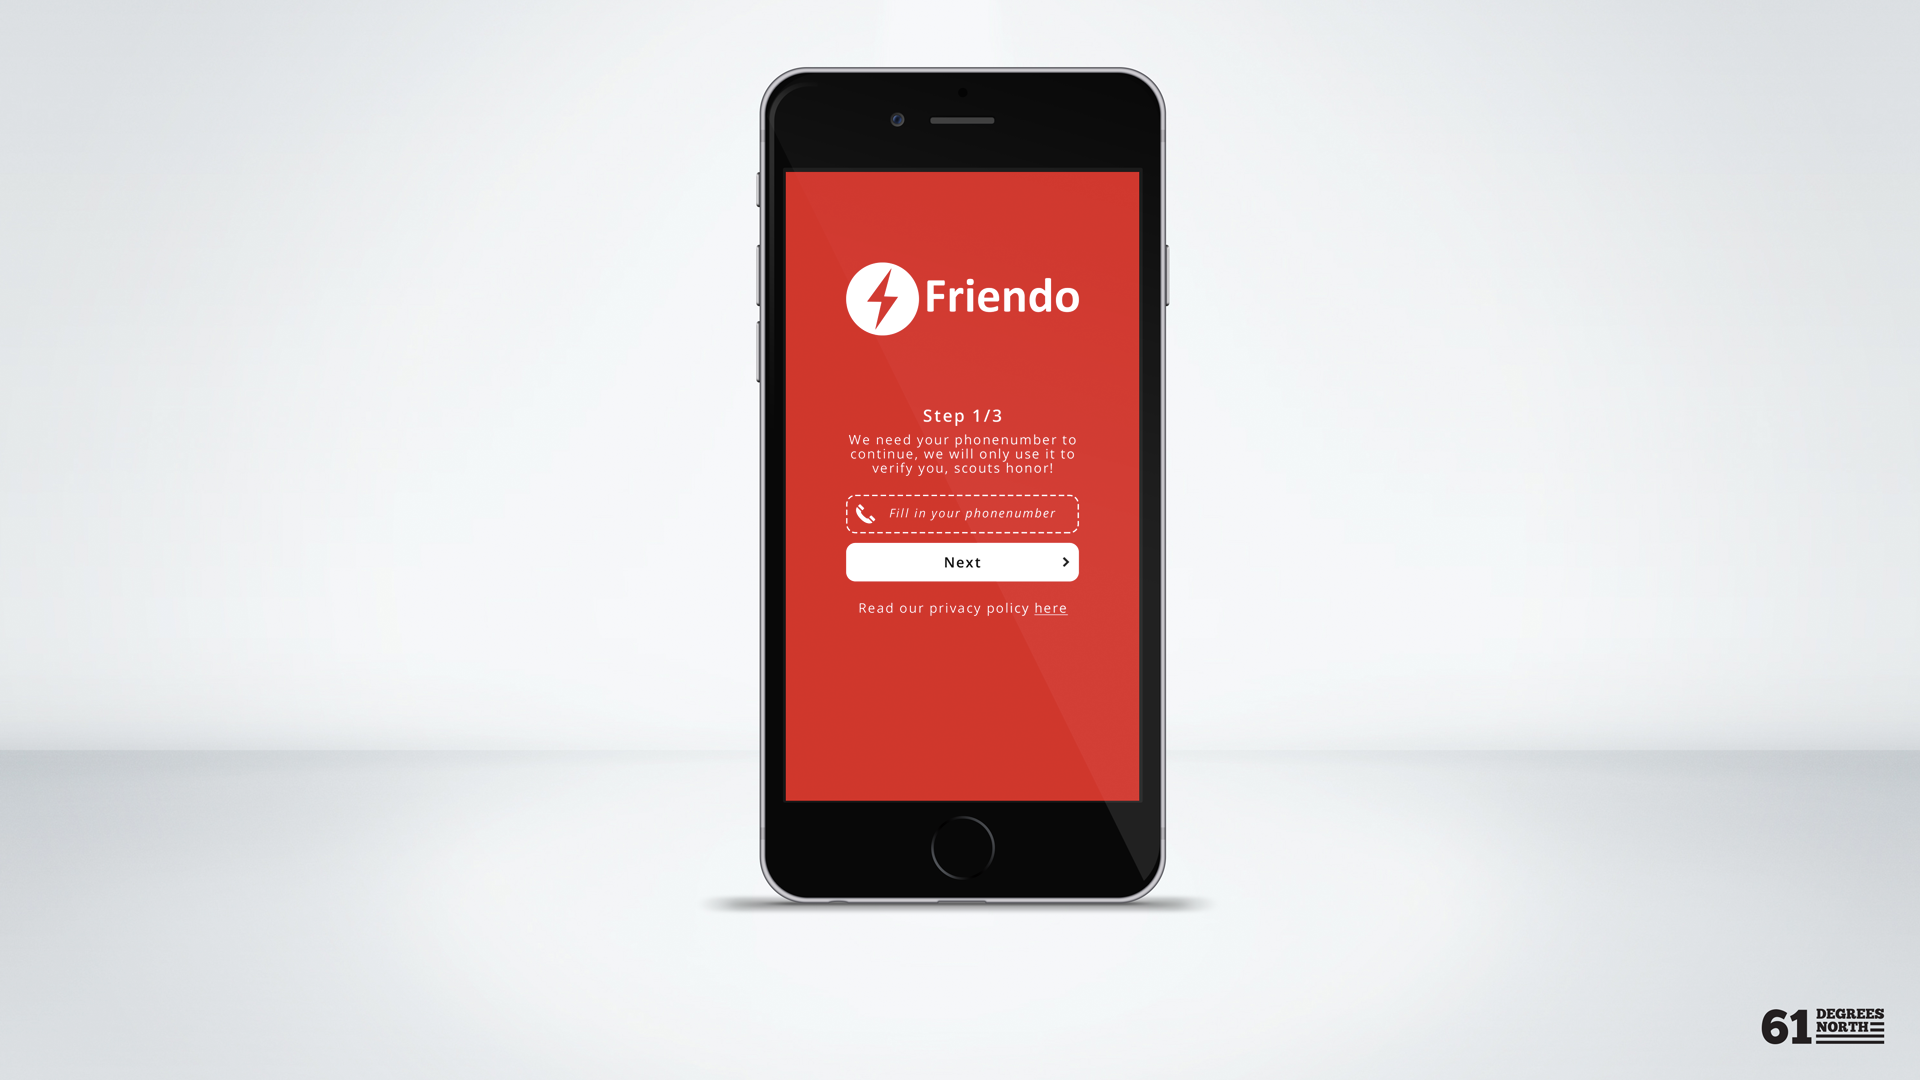 Friendo
Step 1/3
We need your phonenumber to
continue, we will only use it to
verify you, scouts honor!
Fill in your phonenumber
Next
Read our privacy policy here
61 DEGREES
NORTH